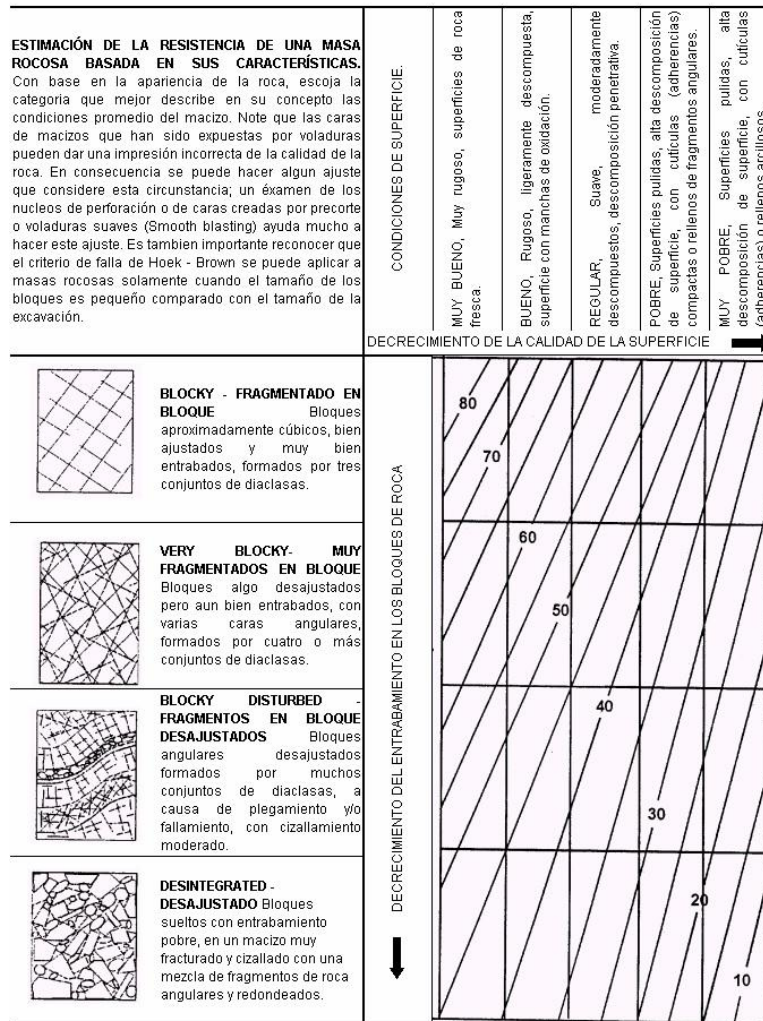 ESTIMACIÓN DE LA RESISTENCIA DE UNA MASA
ROCOSA BASADA EN SUS CARACTERÍSTICAS.
Con base en la apariencia de la roca, escoja la
categoria que mejor describe en su concepto las
condiciones promedio del macizo. Note que las caras
de macizos que han sido expuestas por voladuras
pueden dar una impresión incorrecta de la calidad de la
roca. En consecuencia se puede hacer algun ajuste
que considere esta circunstancia; un éxamen de los
nucleos de perforación o de caras creadas por precorte
o voladuras suaves (Smooth blasting) ayuda mucho a
hacer este ajuste. Es tambien importante reconocer que
el criterio de falla de Hoek - Brown se puede aplicar a
masas rocosas solamente cuando el tamaño de los
bloques es pequeño comparado con el tamaño de la
excavación.
CONDICIONES DE SUPERFICIE.
MUY BUENO, Muy rugoso, superficies de roca
fresca.
BUENO, Rugoso, ligeramente descompuesta,
superficie con manchas de oxidación.
REGULAR, Suave, moderadamente
descompuestos, descomposición penetrativa.
POBRE, Superficies pulidas, alta descomposición
de superficie, con cutículas (adherencias)
compactas o rellenos de fragmentos angulares.
MUY POBRE, Superficies pulidas, alta
descomposición de superficie, con cutículas
(adherencias) o rellenos arcillosos
DECRECIMIENTO DE LA CALIDAD DE LA SUPERFICIE
BLOCKY - FRAGMENTADO EN
BLOQUE Bloques
aproximadamente cúbicos, bien
ajustados y muy bien
entrabados, formados por tres
conjuntos de diaclasas.
VERY BLOCKY- MUY
FRAGMENTADOS EN BLOQUE
Bloques algo desajustados
pero aun bien entrabados, con
varias caras angulares,
formados por cuatro o más
conjuntos de diaclasas.
BLOCKY DISTURBED -
FRAGMENTOS EN BLOQUE
DESAJUSTADOS Bloques
angulares desajustados
formados por muchos
conjuntos de diaclasas, a
causa de plegamiento y/o
fallamiento, con cizallamiento
moderado.
DESINTEGRATED -
DESAJUSTADO Bloques
sueltos con entrabamiento
pobre, en un macizo muy
fracturado y cizallado con una
mezcla de fragmentos de roca
angulares y redondeados.
DECRECIMIENTO DEL ENTRABAMIENTO EN LOS BLOQUES DE ROCA
80
70
60
50
40
30
20
10